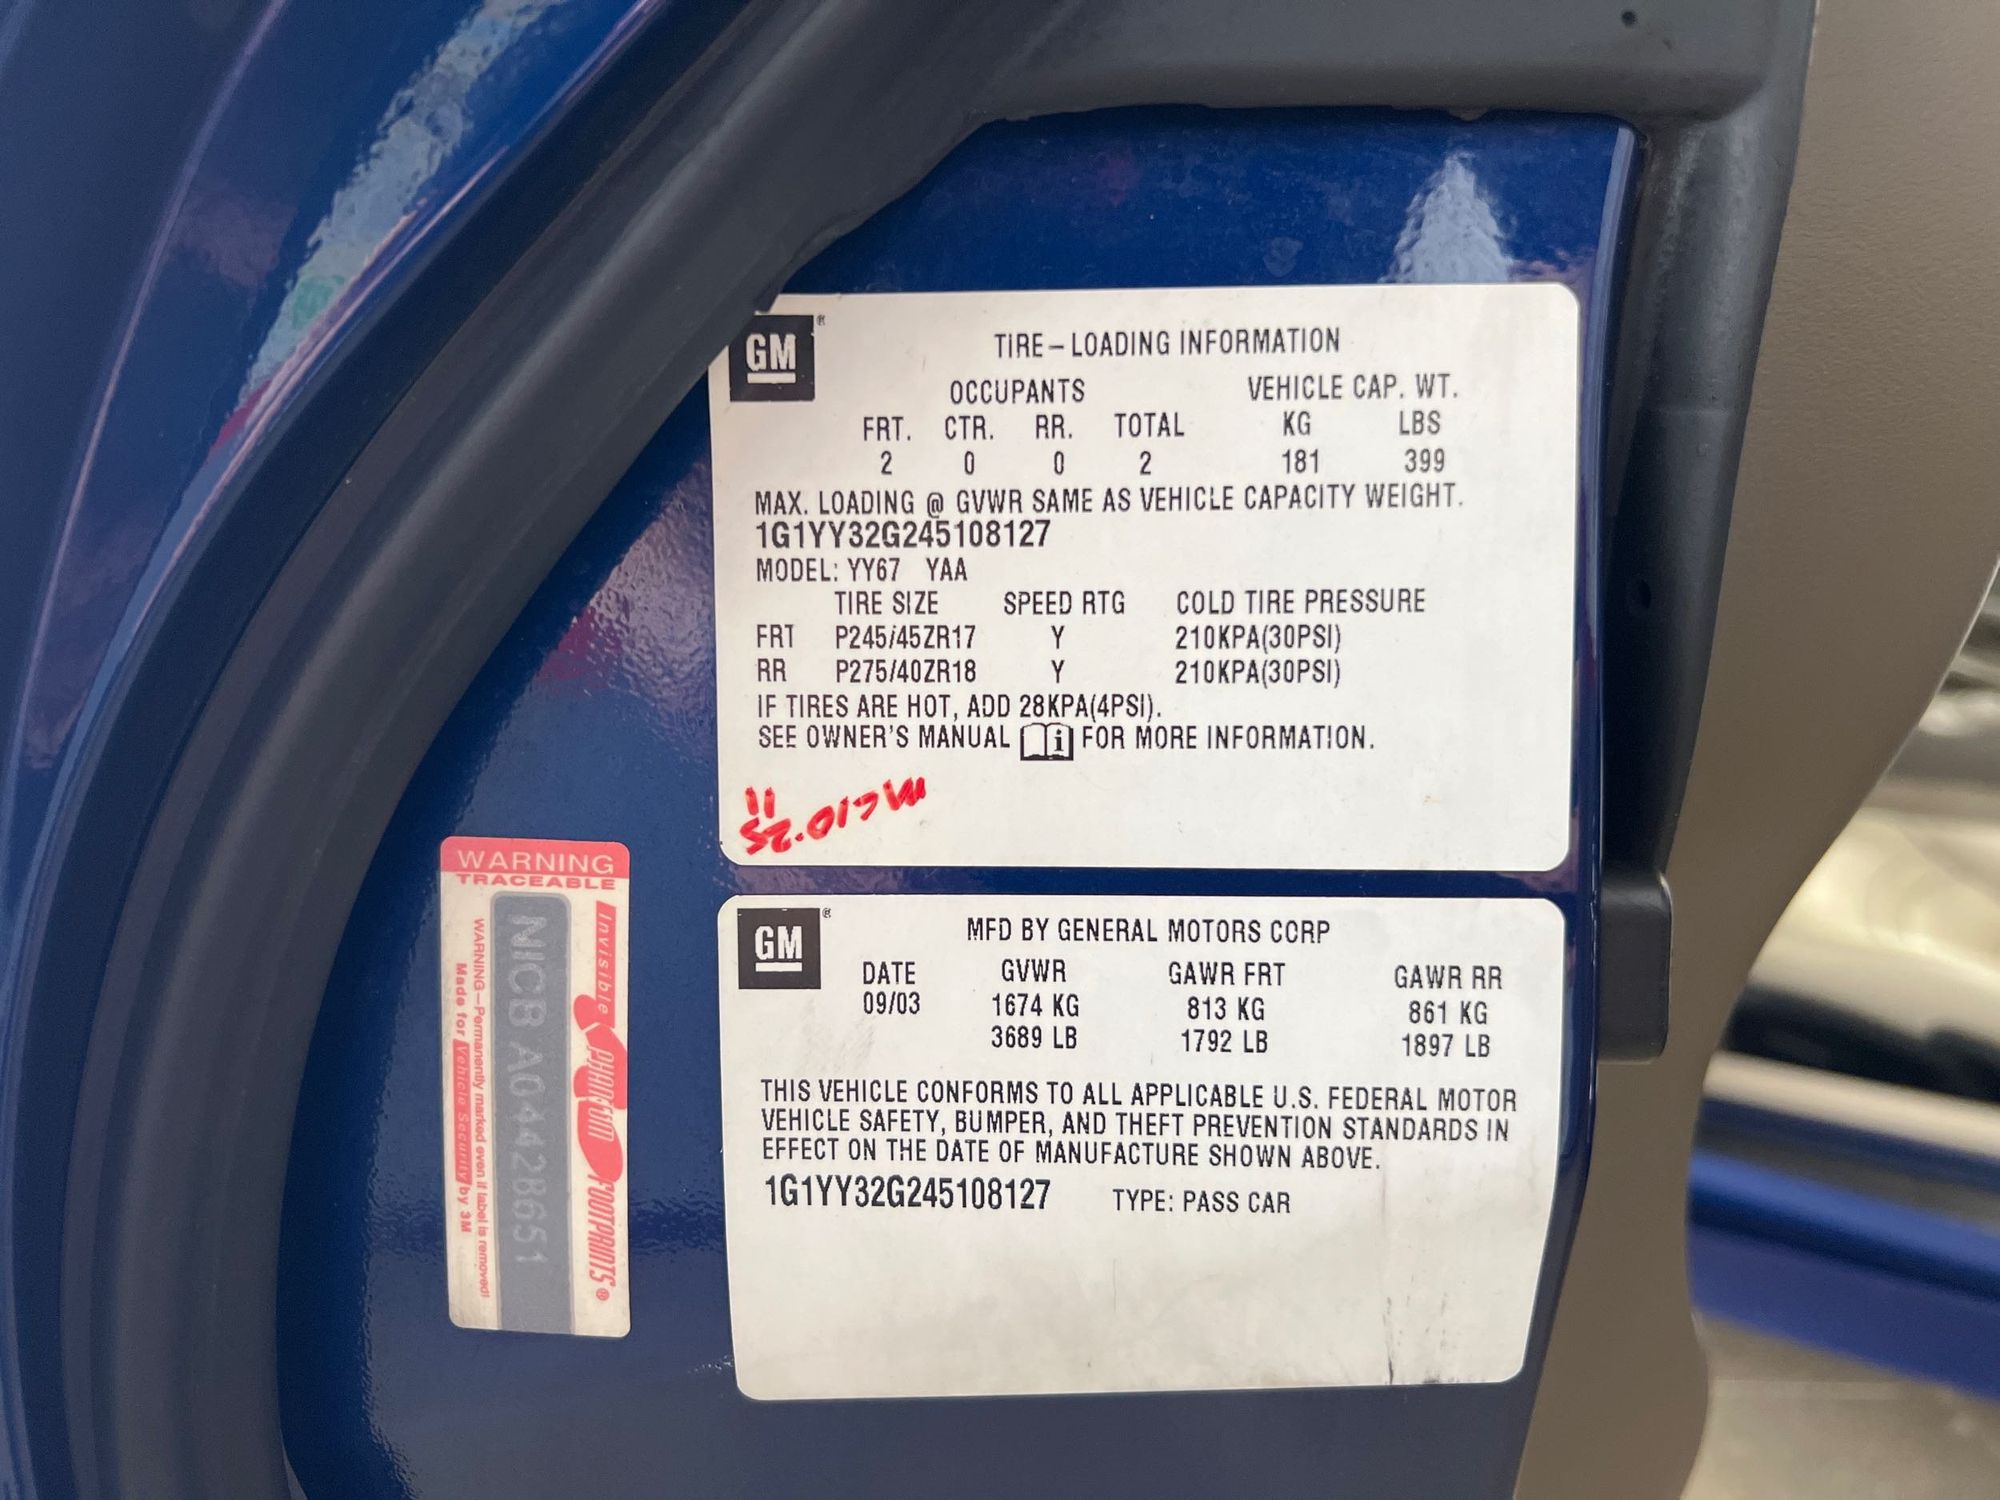 GM®
TIRE-LOADING INFORMATION
OCCUPANTS VEHICLE CAP. WT.
FRT. CTR. RR. TOTAL KG LBS
2 0 0 2 181 399
MAX. LOADING @ GVWR SAME AS VEHICLE CAPACITY WEIGHT.
1G1YY32G245108127
MODEL: YY67 YAA
TIRE SIZE SPEED RTG COLD TIRE PRESSURE
FRT P245/45ZR17 Y 210KPA(30PSI)
RR P275/40ZR18 Y 210KPA(30PSI)
IF TIRES ARE HOT, ADD 28KPA(4PSI).
SEE OWNER'S MANUAL i FOR MORE INFORMATION.
GM®
MFD BY GENERAL MOTORS CORP
DATE GVWR GAWR FRT GAWR RR
09/03 1674 KG 813 KG 861 KG
3689 LB 1792 LB 1897 LB
THIS VEHICLE CONFORMS TO ALL APPLICABLE U.S. FEDERAL MOTOR
VEHICLE SAFETY, BUMPER, AND THEFT PREVENTION STANDARDS IN
EFFECT ON THE DATE OF MANUFACTURE SHOWN ABOVE.
1G1YY32G245108127 TYPE: PASS CAR
WARNING
TRACEABLE
Invisible PHANTOM FOOTPRINTS®
NICB A04428651
WARNING-Permanently marked even if label is removed!
Made for Vehicle Security by 3M